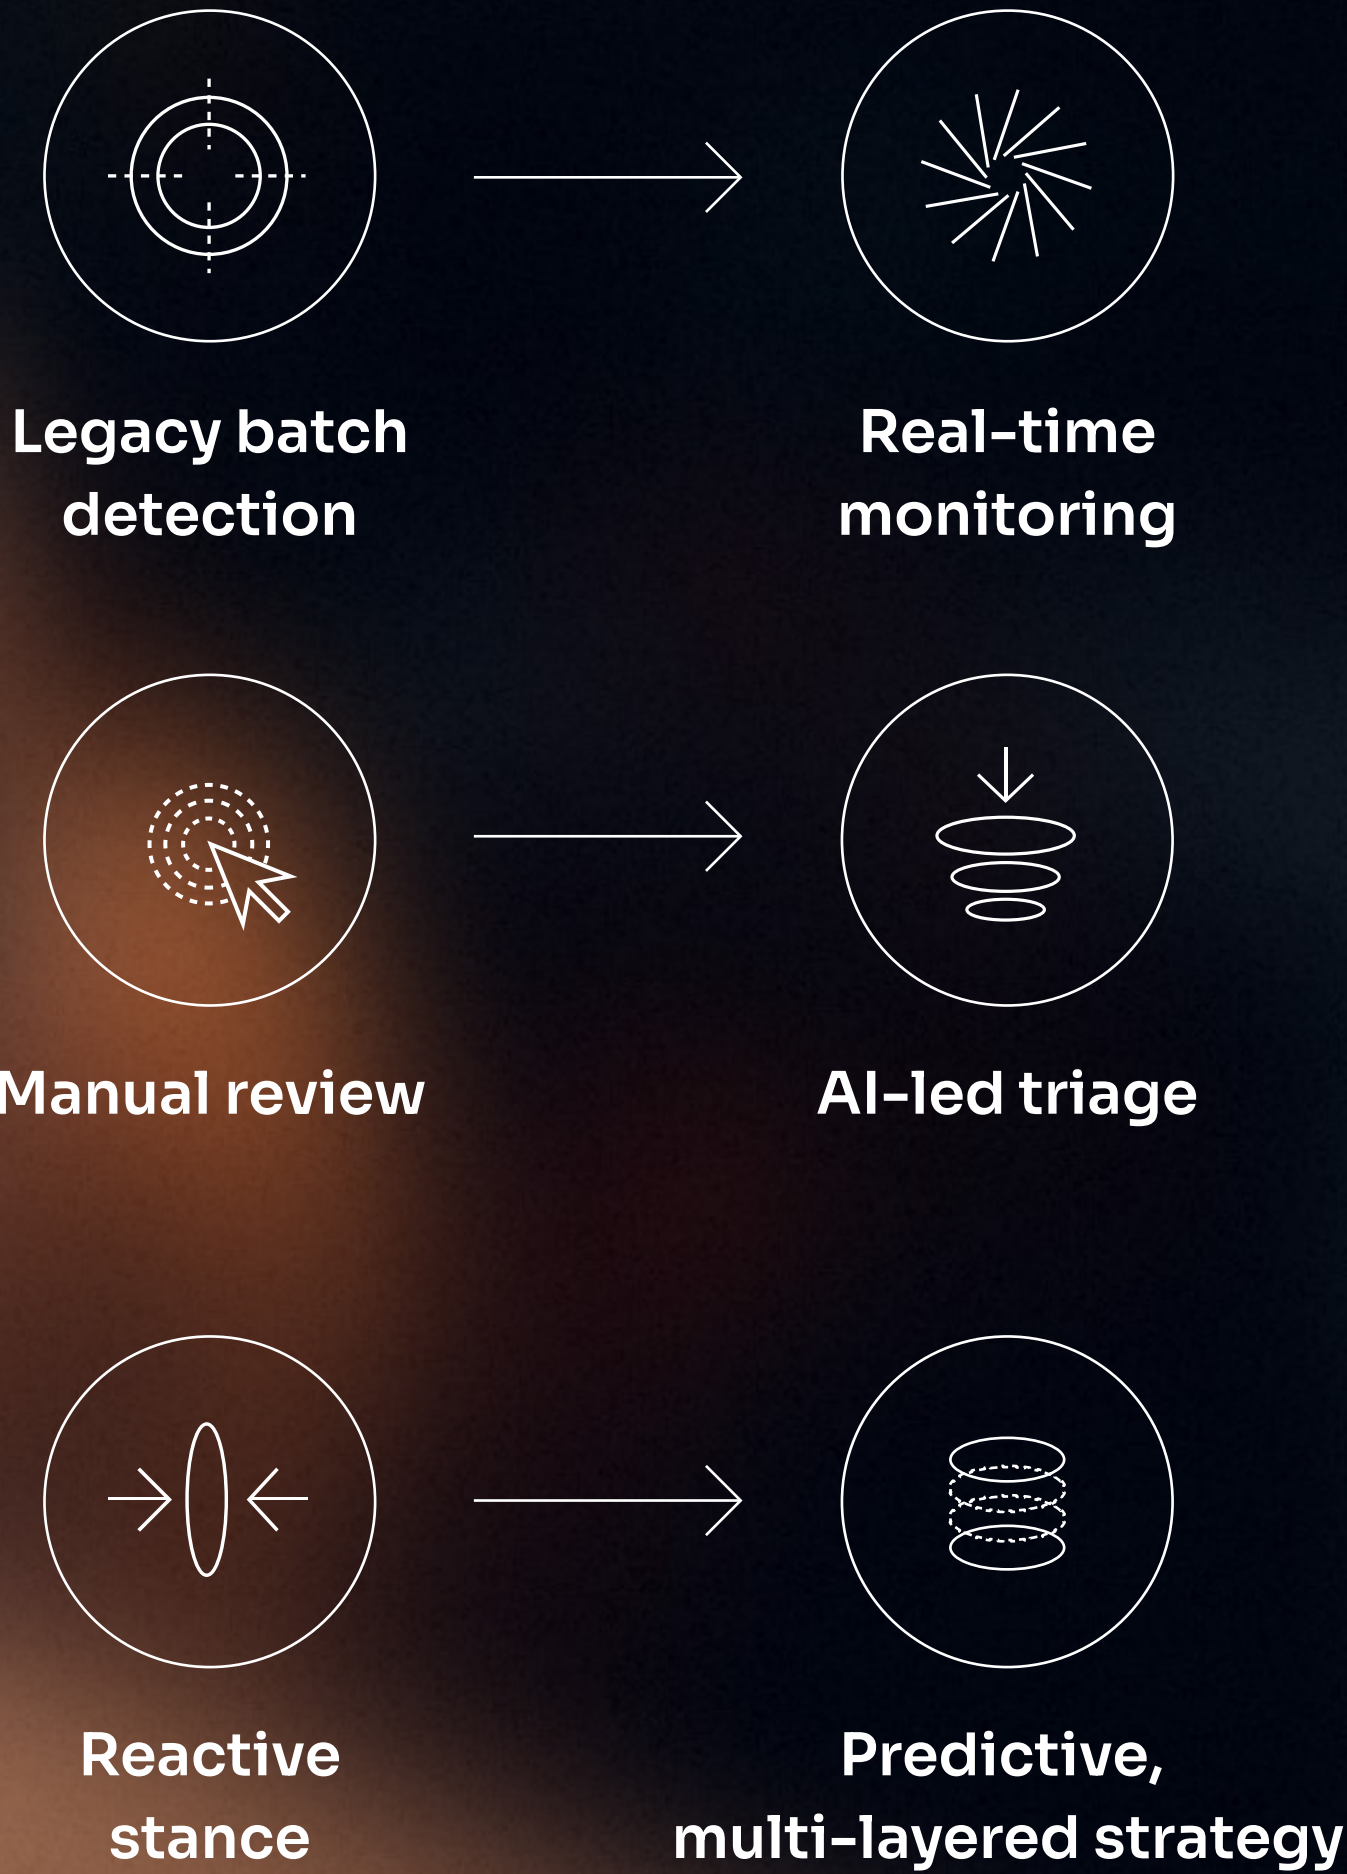 Legacy batch
detection
Real-time
monitoring
Manual review
AI-led triage
Reactive
stance
Predictive,
multi-layered strategy